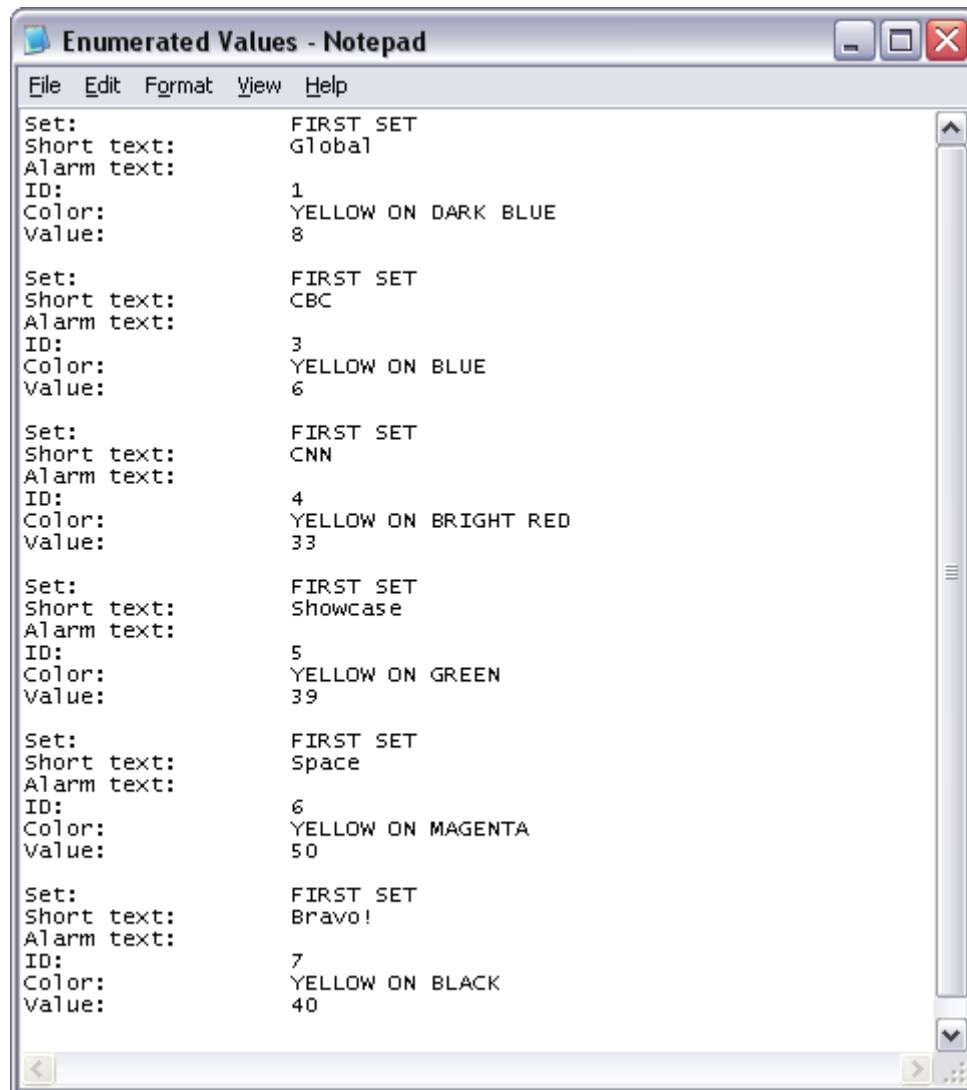 Enumerated Values - Notepad
File Edit Format View Help
Set: FIRST SET
Short text: Global
Alarm text:
ID: 1
Color: YELLOW ON DARK BLUE
Value: 8
Set: FIRST SET
Short text: CBC
Alarm text:
ID: 3
Color: YELLOW ON BLUE
Value: 6
Set: FIRST SET
Short text: CNN
Alarm text:
ID: 4
Color: YELLOW ON BRIGHT RED
Value: 33
Set: FIRST SET
Short text: Showcase
Alarm text:
ID: 5
Color: YELLOW ON GREEN
Value: 39
Set: FIRST SET
Short text: Space
Alarm text:
ID: 6
Color: YELLOW ON MAGENTA
Value: 50
Set: FIRST SET
Short text: Bravo!
Alarm text:
ID: 7
Color: YELLOW ON BLACK
Value: 40